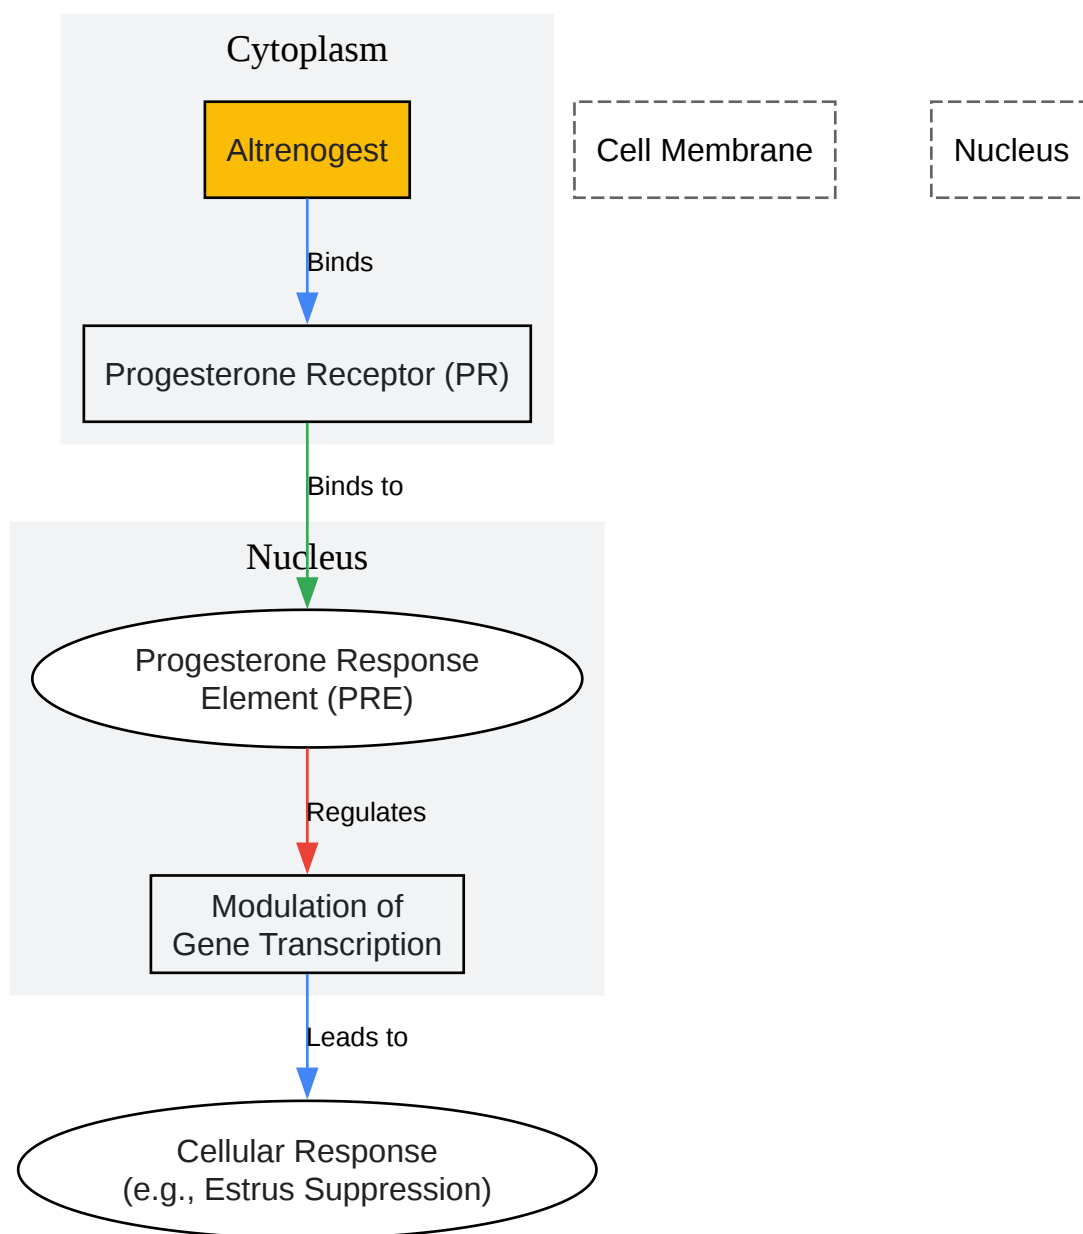 Cytoplasm
Altrenogest
Cell Membrane
Nucleus
Binds
Progesterone Receptor (PR)
Binds to
Nucleus
Progesterone Response
Element (PRE)
Regulates
Modulation of
Gene Transcription
Leads to
Cellular Response
(e.g., Estrus Suppression)